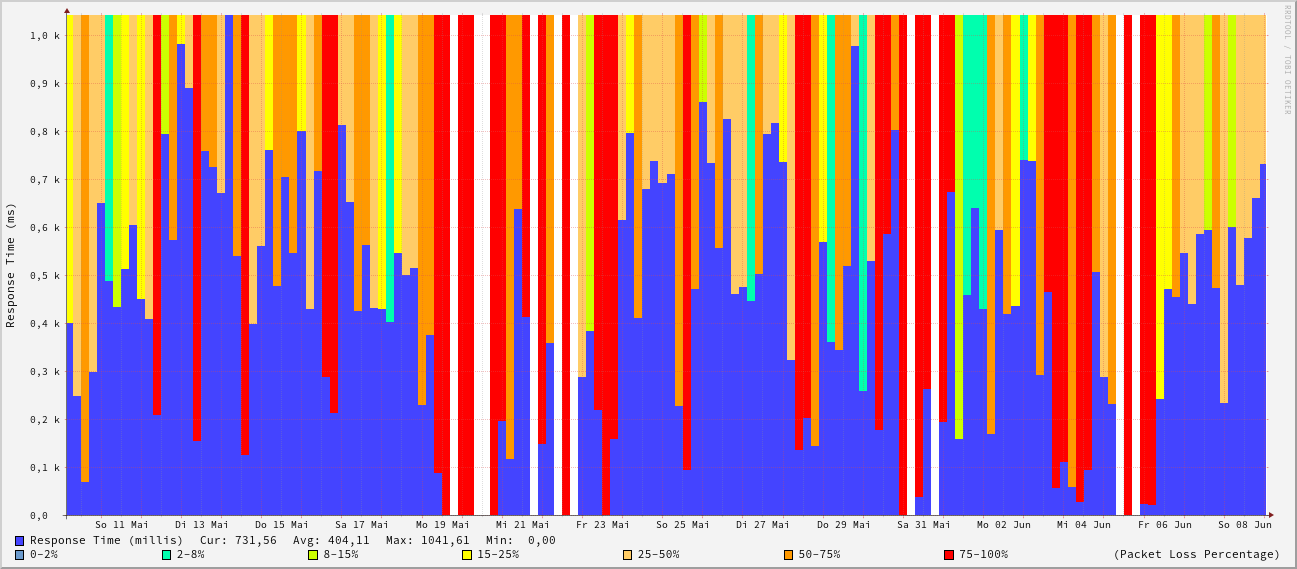 RRDTOOL / TOBI OETIKER
Response Time (ms)
1,0 k
0,9 k
0,8 k
0,7 k
0,6 k
0,5 k
0,4 k
0,3 k
0,2 k
0,1 k
0,0
So 11 Mai Di 13 Mai Do 15 Mai Sa 17 Mai Mo 19 Mai Mi 21 Mai Fr 23 Mai So 25 Mai Di 27 Mai Do 29 Mai Sa 31 Mai Mo 02 Jun Mi 04 Jun Fr 06 Jun So 08 Jun
Response Time (millis) Cur: 731,56 Avg: 404,11 Max: 1041,61 Min: 0,00
0-2% 2-8% 8-15% 15-25% 25-50% 50-75% 75-100% (Packet Loss Percentage)